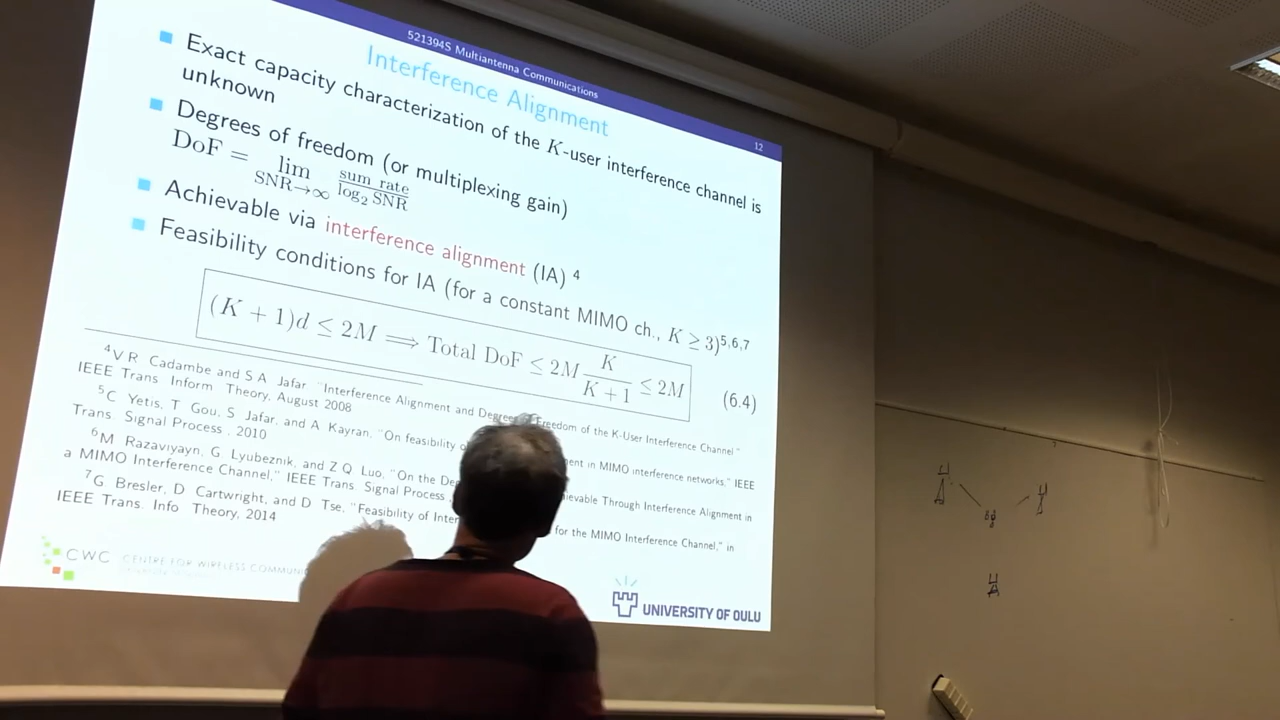 521394S Multiantenna Communications
Interference Alignment
12
Exact capacity characterization of the K-user interference channel is
unknown
Degrees of freedom (or multiplexing gain)
DoF = lim SNR→∞ sum rate / log₂ SNR
Achievable via interference alignment (IA) 4
Feasibility conditions for IA (for a constant MIMO ch., K ≥ 3)5,6,7
(K + 1)d ≤ 2M ⟹ Total DoF ≤ 2M K/(K + 1) ≤ 2M
(6.4)
4V R Cadambe and S A Jafar "Interference Alignment and Degrees of Freedom of the K-User Interference Channel"
IEEE Trans Inform Theory, August 2008
5C Yetis, T Gou, S Jafar, and A Kayran, "On feasibility o ent in MIMO interference networks," IEEE
Trans. Signal Process , 2010
6M Razaviyayn, G Lyubeznik, and Z Q Luo, "On the De ievable Through Interference Alignment in
a MIMO Interference Channel," IEEE Trans. Signal Process
7G. Bresler, D Cartwright, and D Tse, "Feasibility of Inter for the MIMO Interference Channel," in
IEEE Trans. Info Theory, 2014
CWC CENTRE FOR WIRELESS COMMUNI
UNIVERSITY OF OULU